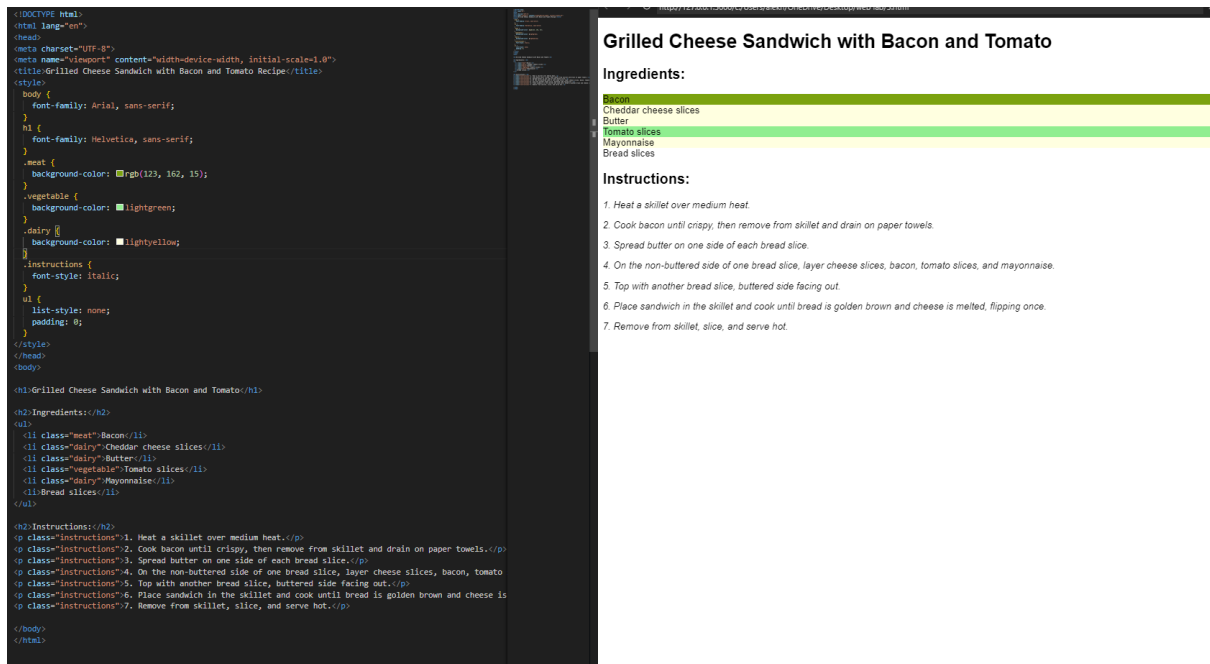 <!DOCTYPE html>
<html lang="en">
<head>
<meta charset="UTF-8">
<meta name="viewport" content="width=device-width, initial-scale=1.0">
<title>Grilled Cheese Sandwich with Bacon and Tomato Recipe</title>
<style>
body {
font-family: Arial, sans-serif;
}
h1 {
font-family: Helvetica, sans-serif;
}
.meat {
background-color: rgb(123, 162, 15);
}
.vegetable {
background-color: lightgreen;
}
.dairy {
background-color: lightyellow;
}
.instructions {
font-style: italic;
}
ul {
list-style: none;
padding: 0;
}
</style>
</head>
<body>
<h1>Grilled Cheese Sandwich with Bacon and Tomato</h1>
<h2>Ingredients:</h2>
<ul>
<li class="meat">Bacon</li>
<li class="dairy">Cheddar cheese slices</li>
<li class="dairy">Butter</li>
<li class="vegetable">Tomato slices</li>
<li class="dairy">Mayonnaise</li>
<li>Bread slices</li>
</ul>
<h2>Instructions:</h2>
<p class="instructions">1. Heat a skillet over medium heat.</p>
<p class="instructions">2. Cook bacon until crispy, then remove from skillet and drain on paper towels.</p>
<p class="instructions">3. Spread butter on one side of each bread slice.</p>
<p class="instructions">4. On the non-buttered side of one bread slice, layer cheese slices, bacon, tomato
<p class="instructions">5. Top with another bread slice, buttered side facing out.</p>
<p class="instructions">6. Place sandwich in the skillet and cook until bread is golden brown and cheese is
<p class="instructions">7. Remove from skillet, slice, and serve hot.</p>
</body>
</html>
Grilled Cheese Sandwich with Bacon and Tomato
Ingredients:
Bacon
Cheddar cheese slices
Butter
Tomato slices
Mayonnaise
Bread slices
Instructions:
1. Heat a skillet over medium heat.
2. Cook bacon until crispy, then remove from skillet and drain on paper towels.
3. Spread butter on one side of each bread slice.
4. On the non-buttered side of one bread slice, layer cheese slices, bacon, tomato slices, and mayonnaise.
5. Top with another bread slice, buttered side facing out.
6. Place sandwich in the skillet and cook until bread is golden brown and cheese is melted, flipping once.
7. Remove from skillet, slice, and serve hot.